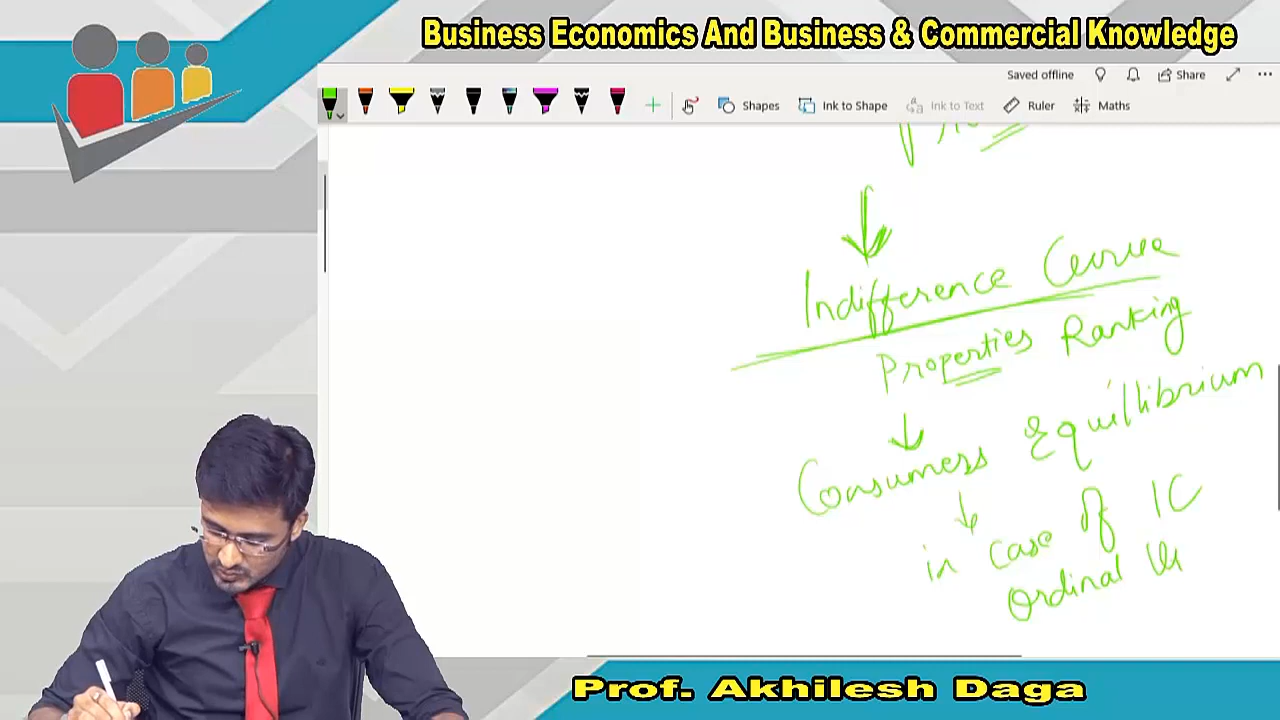 Business Economics And Business & Commercial Knowledge
Saved offline
Share
Shapes
Ink to Shape
Ink to Text
Ruler
Maths
Indifference Curve
Properties Ranking
Consumers Equillibrium
in case of IC
Ordinal
Prof. Akhilesh Daga